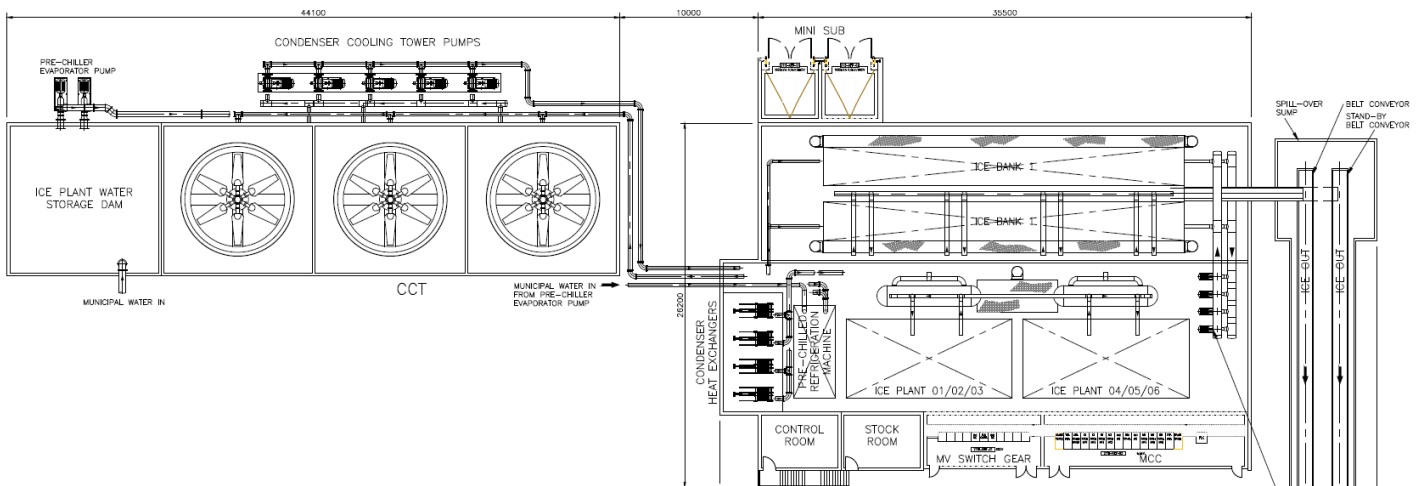 44100
10000
35500
CONDENSER COOLING TOWER PUMPS
MINI SUB
PRE-CHILLER
EVAPORATOR PUMP
SPILL-OVER
SUMP
BELT CONVEYOR
STAND-BY
BELT CONVEYOR
ICE PLANT WATER
STORAGE DAM
ICE BANK 1
ICE BANK 1
26200
ICE OUT
ICE OUT
MUNICIPAL WATER IN
CCT
MUNICIPAL WATER IN
FROM PRE-CHILLER
EVAPORATOR PUMP
CONDENSER
HEAT EXCHANGERS
PRE-CHILLED
REFRIGERATION
MACHINE
ICE PLANT 01/02/03
ICE PLANT 04/05/06
CONTROL
ROOM
STOCK
ROOM
MV SWITCH GEAR
MCC